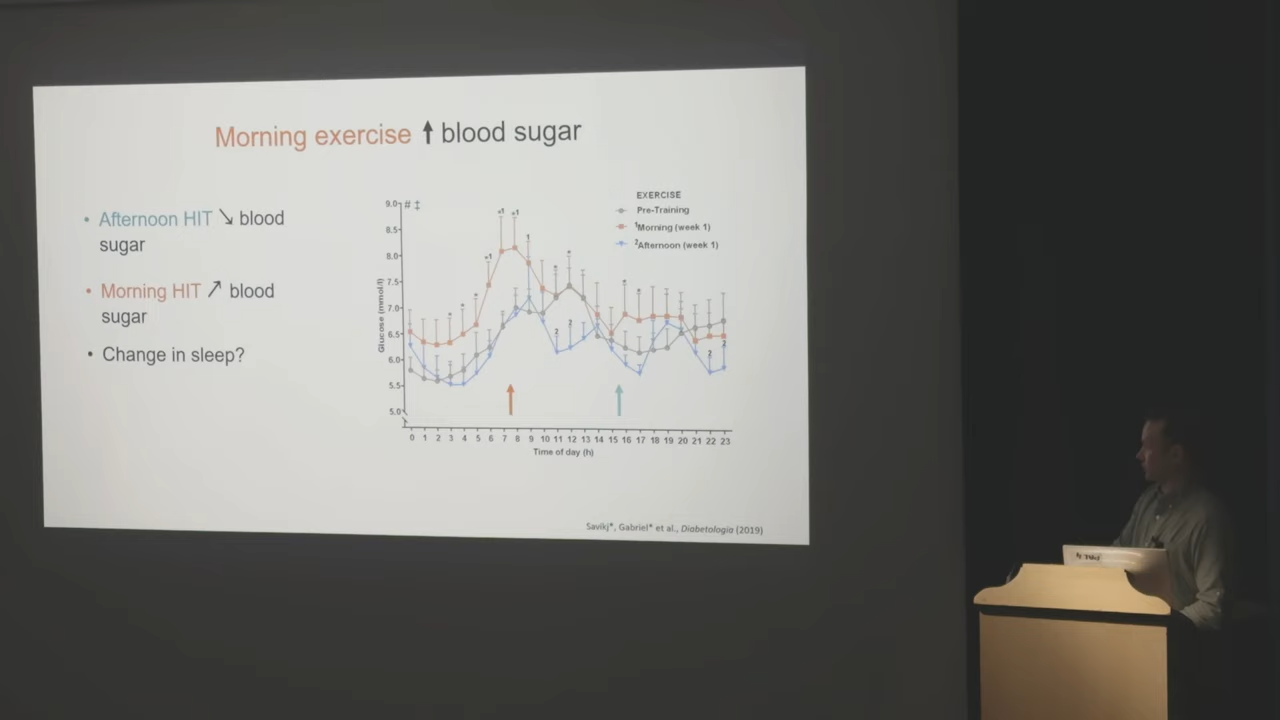 Morning exercise ↑ blood sugar
• Afternoon HIT ↘ blood
sugar
• Morning HIT ↗ blood
sugar
• Change in sleep?
EXERCISE
Pre-Training
¹Morning (week 1)
²Afternoon (week 1)
# ‡
9.0
8.5
8.0
7.5
7.0
6.5
6.0
5.5
5.0
Glucose (mmol/l)
0 1 2 3 4 5 6 7 8 9 10 11 12 13 14 15 16 17 18 19 20 21 22 23
Time of day (h)
Savikj*, Gabriel* et al., Diabetologia (2019)